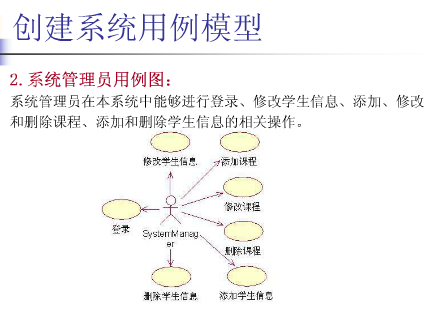 创建系统用例模型
2.系统管理员用例图：
系统管理员在本系统中能够进行登录、修改学生信息、添加、修改
和删除课程、添加和删除学生信息的相关操作。
修改学生信息
添加课程
修改课程
登录
SystemManag
er
删除课程
删除学生信息
添加学生信息